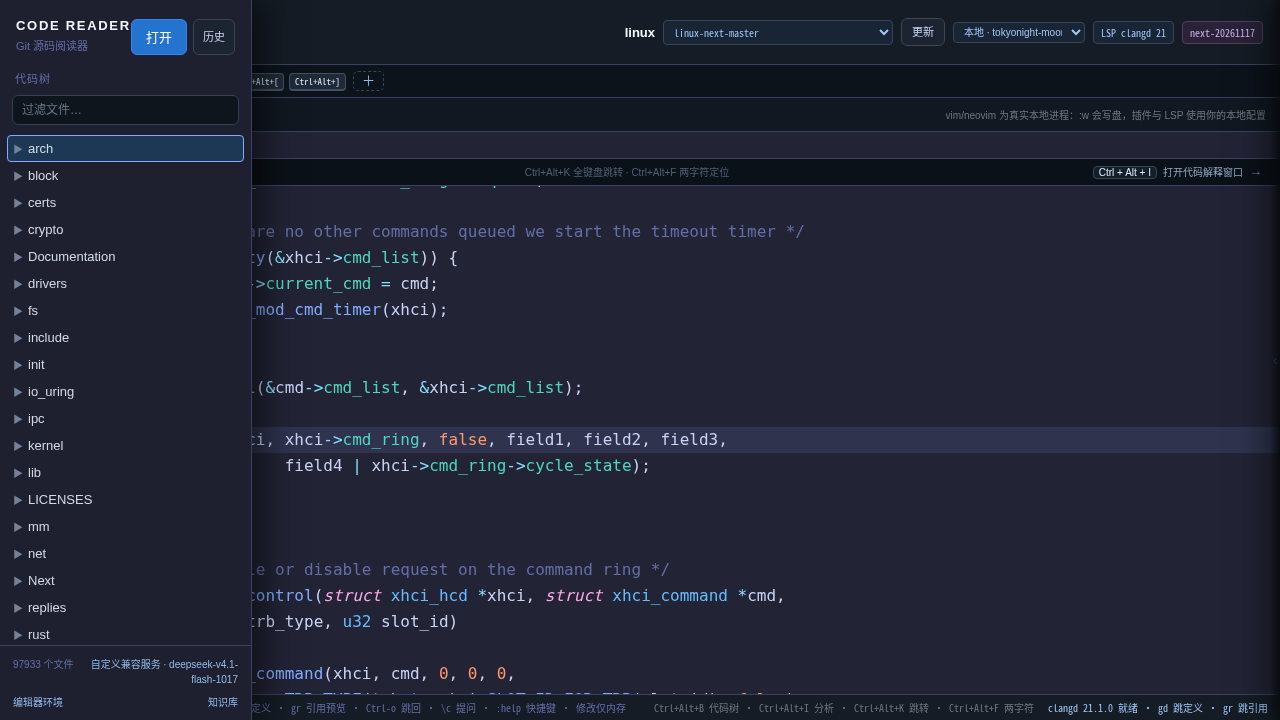 CODE READER
Git 源码阅读器
打开
历史
linux
linux-next-master
更新
本地 · tokyonight-moon
LSP clangd 21
next-20261117
代码树
过滤文件…
+Alt+[
Ctrl+Alt+]
+
vim/neovim 为真实本地进程: :w 会写盘, 插件与 LSP 使用你的本地配置
Ctrl+Alt+K 全键盘跳转 · Ctrl+Alt+F 两字符定位
Ctrl + Alt + I 打开代码解释窗口 →
arch
block
certs
crypto
Documentation
drivers
fs
include
init
io_uring
ipc
kernel
lib
LICENSES
mm
net
Next
replies
rust
are no other commands queued we start the timeout timer */
ty(&xhci->cmd_list)) {
->current_cmd = cmd;
_mod_cmd_timer(xhci);
(&cmd->cmd_list, &xhci->cmd_list);
ci, xhci->cmd_ring, false, field1, field2, field3,
field4 | xhci->cmd_ring->cycle_state);
le or disable request on the command ring */
control(struct xhci_hcd *xhci, struct xhci_command *cmd,
trb_type, u32 slot_id)
_command(xhci, cmd, 0, 0, 0,
97933 个文件
自定义兼容服务 · deepseek-v4.1-
flash-1017
编辑器环境
知识库
定义 · gr 引用预览 · Ctrl-o 跳回 · \c 提问 · :help 快捷键 · 修改仅内存
Ctrl+Alt+B 代码树 · Ctrl+Alt+I 分析 · Ctrl+Alt+K 跳转 · Ctrl+Alt+F 两字符
clangd 21.1.0 就绪 · gd 跳定义 · gr 跳引用